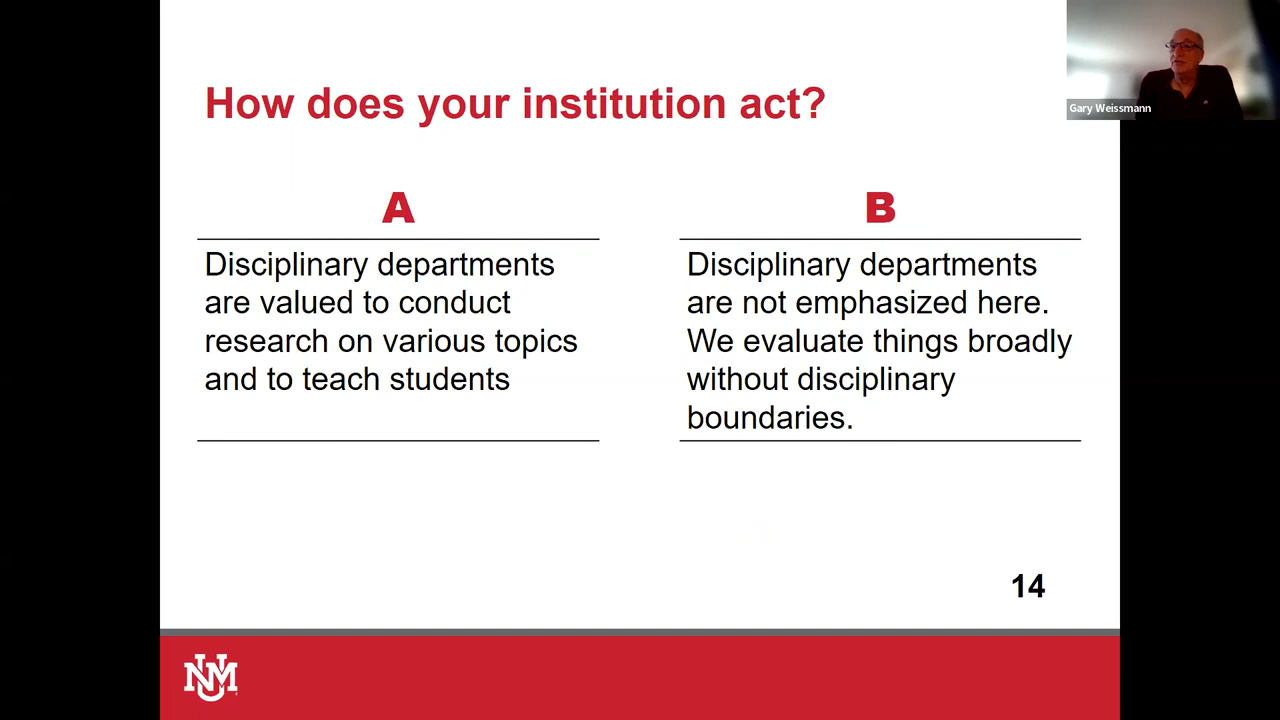 Gary Weissmann
How does your institution act?
A
Disciplinary departments
are valued to conduct
research on various topics
and to teach students
B
Disciplinary departments
are not emphasized here.
We evaluate things broadly
without disciplinary
boundaries.
14
UNM